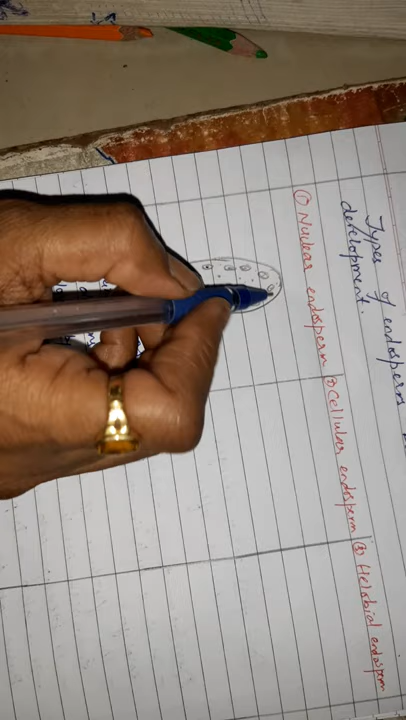 Types of endosperm
development.
① Nuclear endosperm ② Cellular endosperm ③ Helobial endosperm